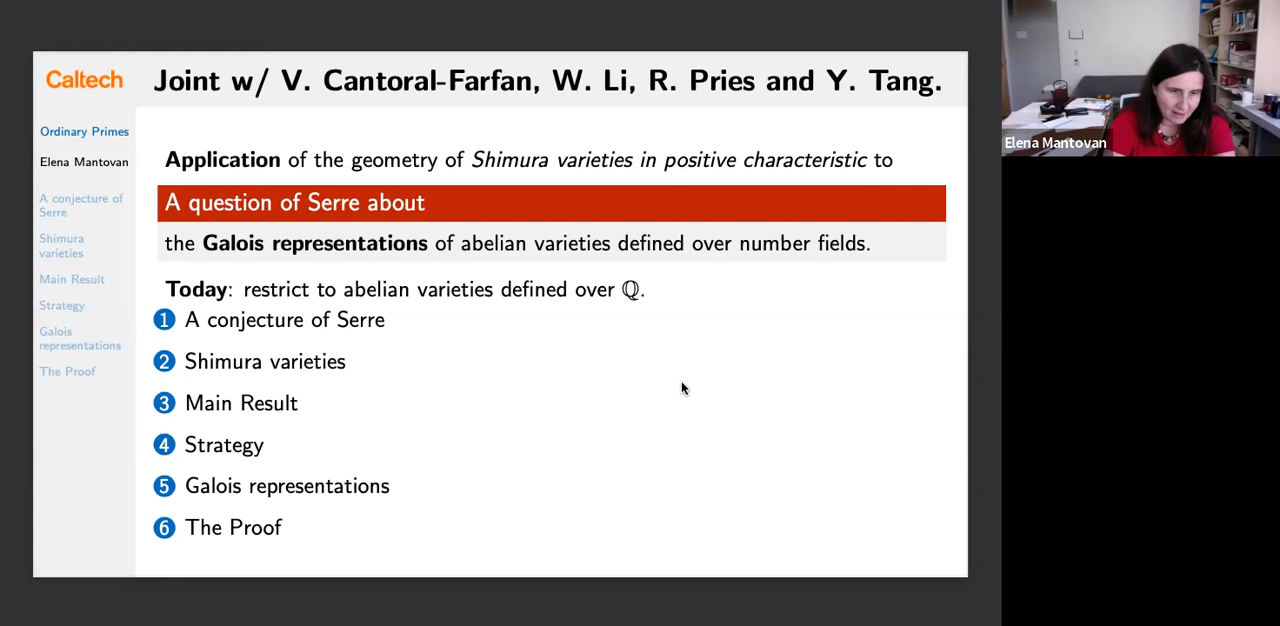 Caltech
Joint w/ V. Cantoral-Farfan, W. Li, R. Pries and Y. Tang.
Ordinary Primes
Elena Mantovan
A conjecture of
Serre
Shimura
varieties
Main Result
Strategy
Galois
representations
The Proof
Application of the geometry of Shimura varieties in positive characteristic to
A question of Serre about
the Galois representations of abelian varieties defined over number fields.
Today: restrict to abelian varieties defined over ℚ.
1 A conjecture of Serre
2 Shimura varieties
3 Main Result
4 Strategy
5 Galois representations
6 The Proof
Elena Mantovan